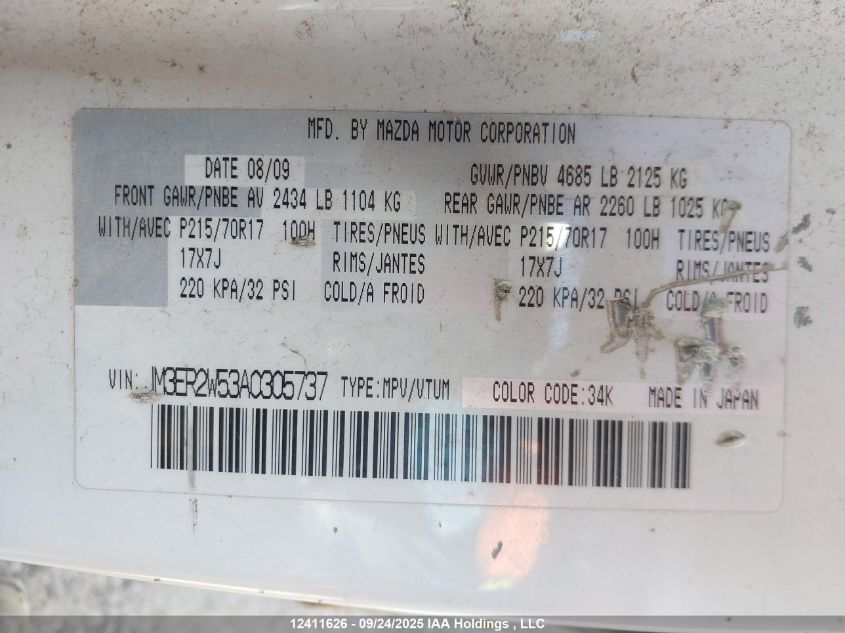 MFD. BY MAZDA MOTOR CORPORATION
DATE 08/09 GVWR/PNBV 4685 LB 2125 KG
FRONT GAWR/PNBE AV 2434 LB 1104 KG REAR GAWR/PNBE AR 2260 LB 1025 KG
WITH/AVEC P215/70R17 100H TIRES/PNEUS WITH/AVEC P215/70R17 100H TIRES/PNEUS
17X7J RIMS/JANTES 17X7J RIMS/JANTES
220 KPA/32 PSI COLD/A FROID 220 KPA/32 PSI COLD/A FROID
VIN: JM3ER2W53A0305737 TYPE:MPV/VTUM COLOR CODE:34K MADE IN JAPAN
12411626 - 09/24/2025 IAA Holdings , LLC